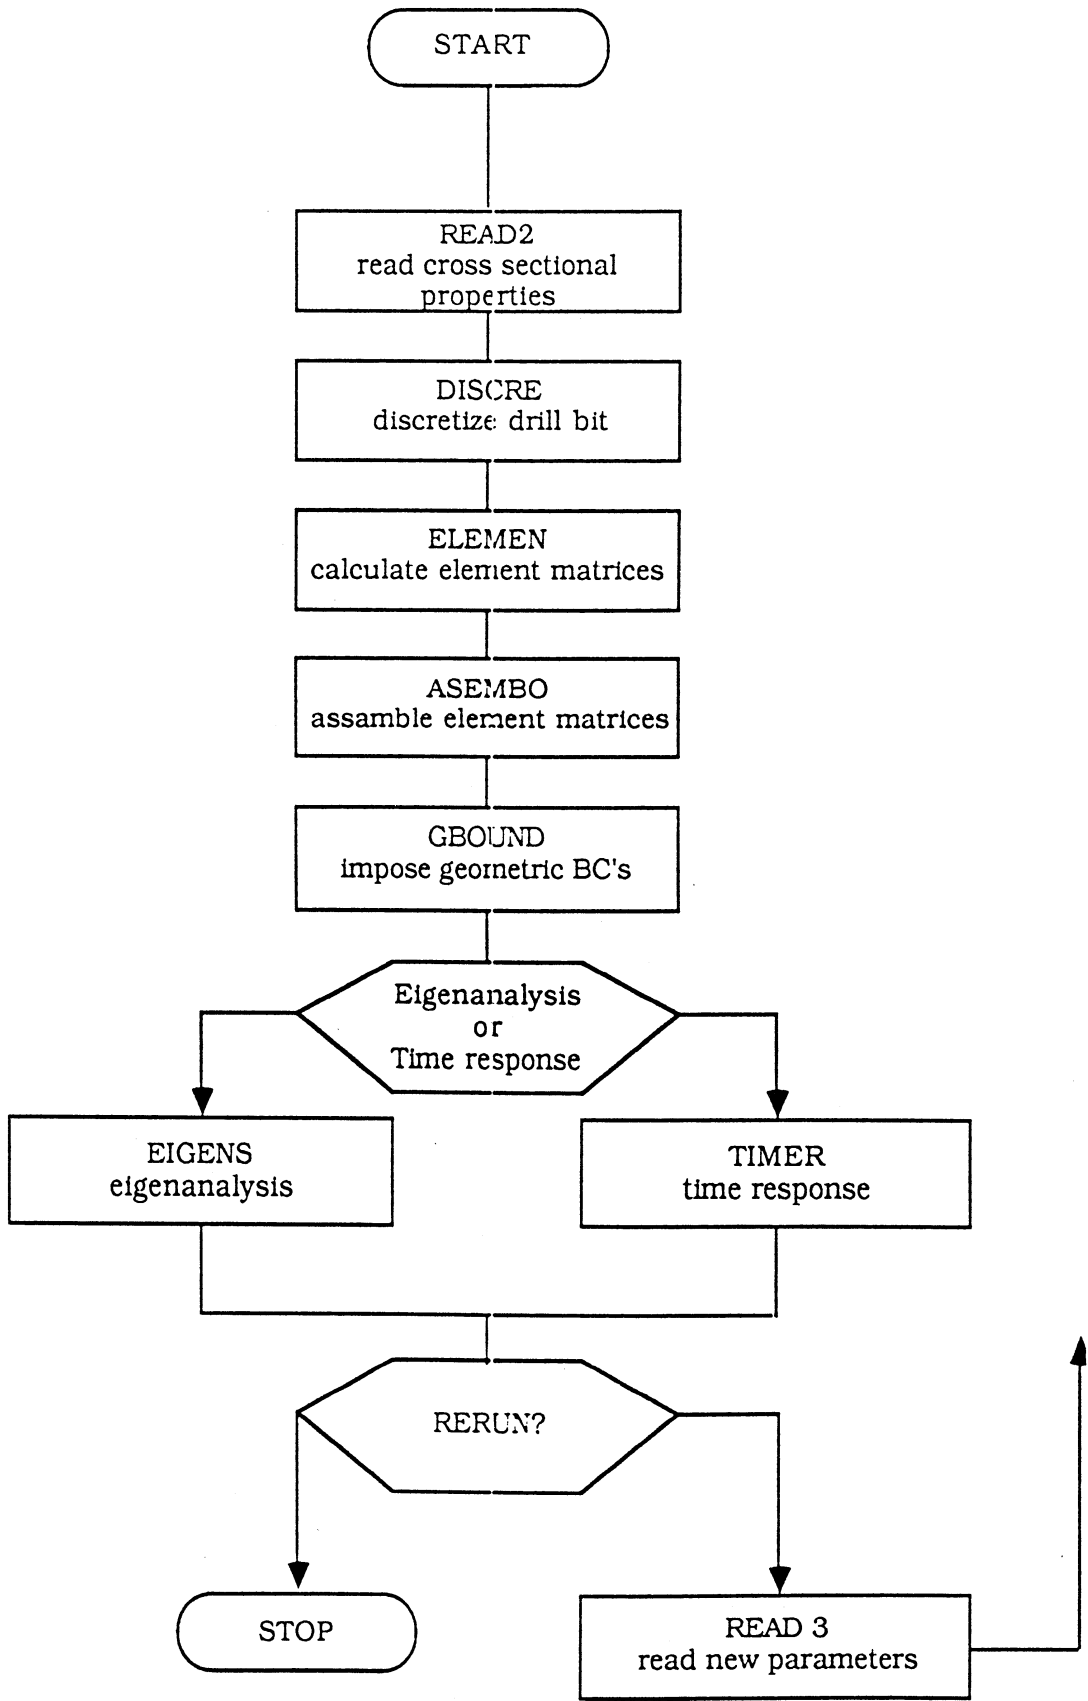 START
READ2
read cross sectional
properties
DISCRE
discretize drill bit
ELEMEN
calculate element matrices
ASEMBO
assamble element matrices
GBOUND
impose geometric BC's
Eigenanalysis
or
Time response
EIGENS
eigenanalysis
TIMER
time response
RERUN?
STOP
READ 3
read new parameters